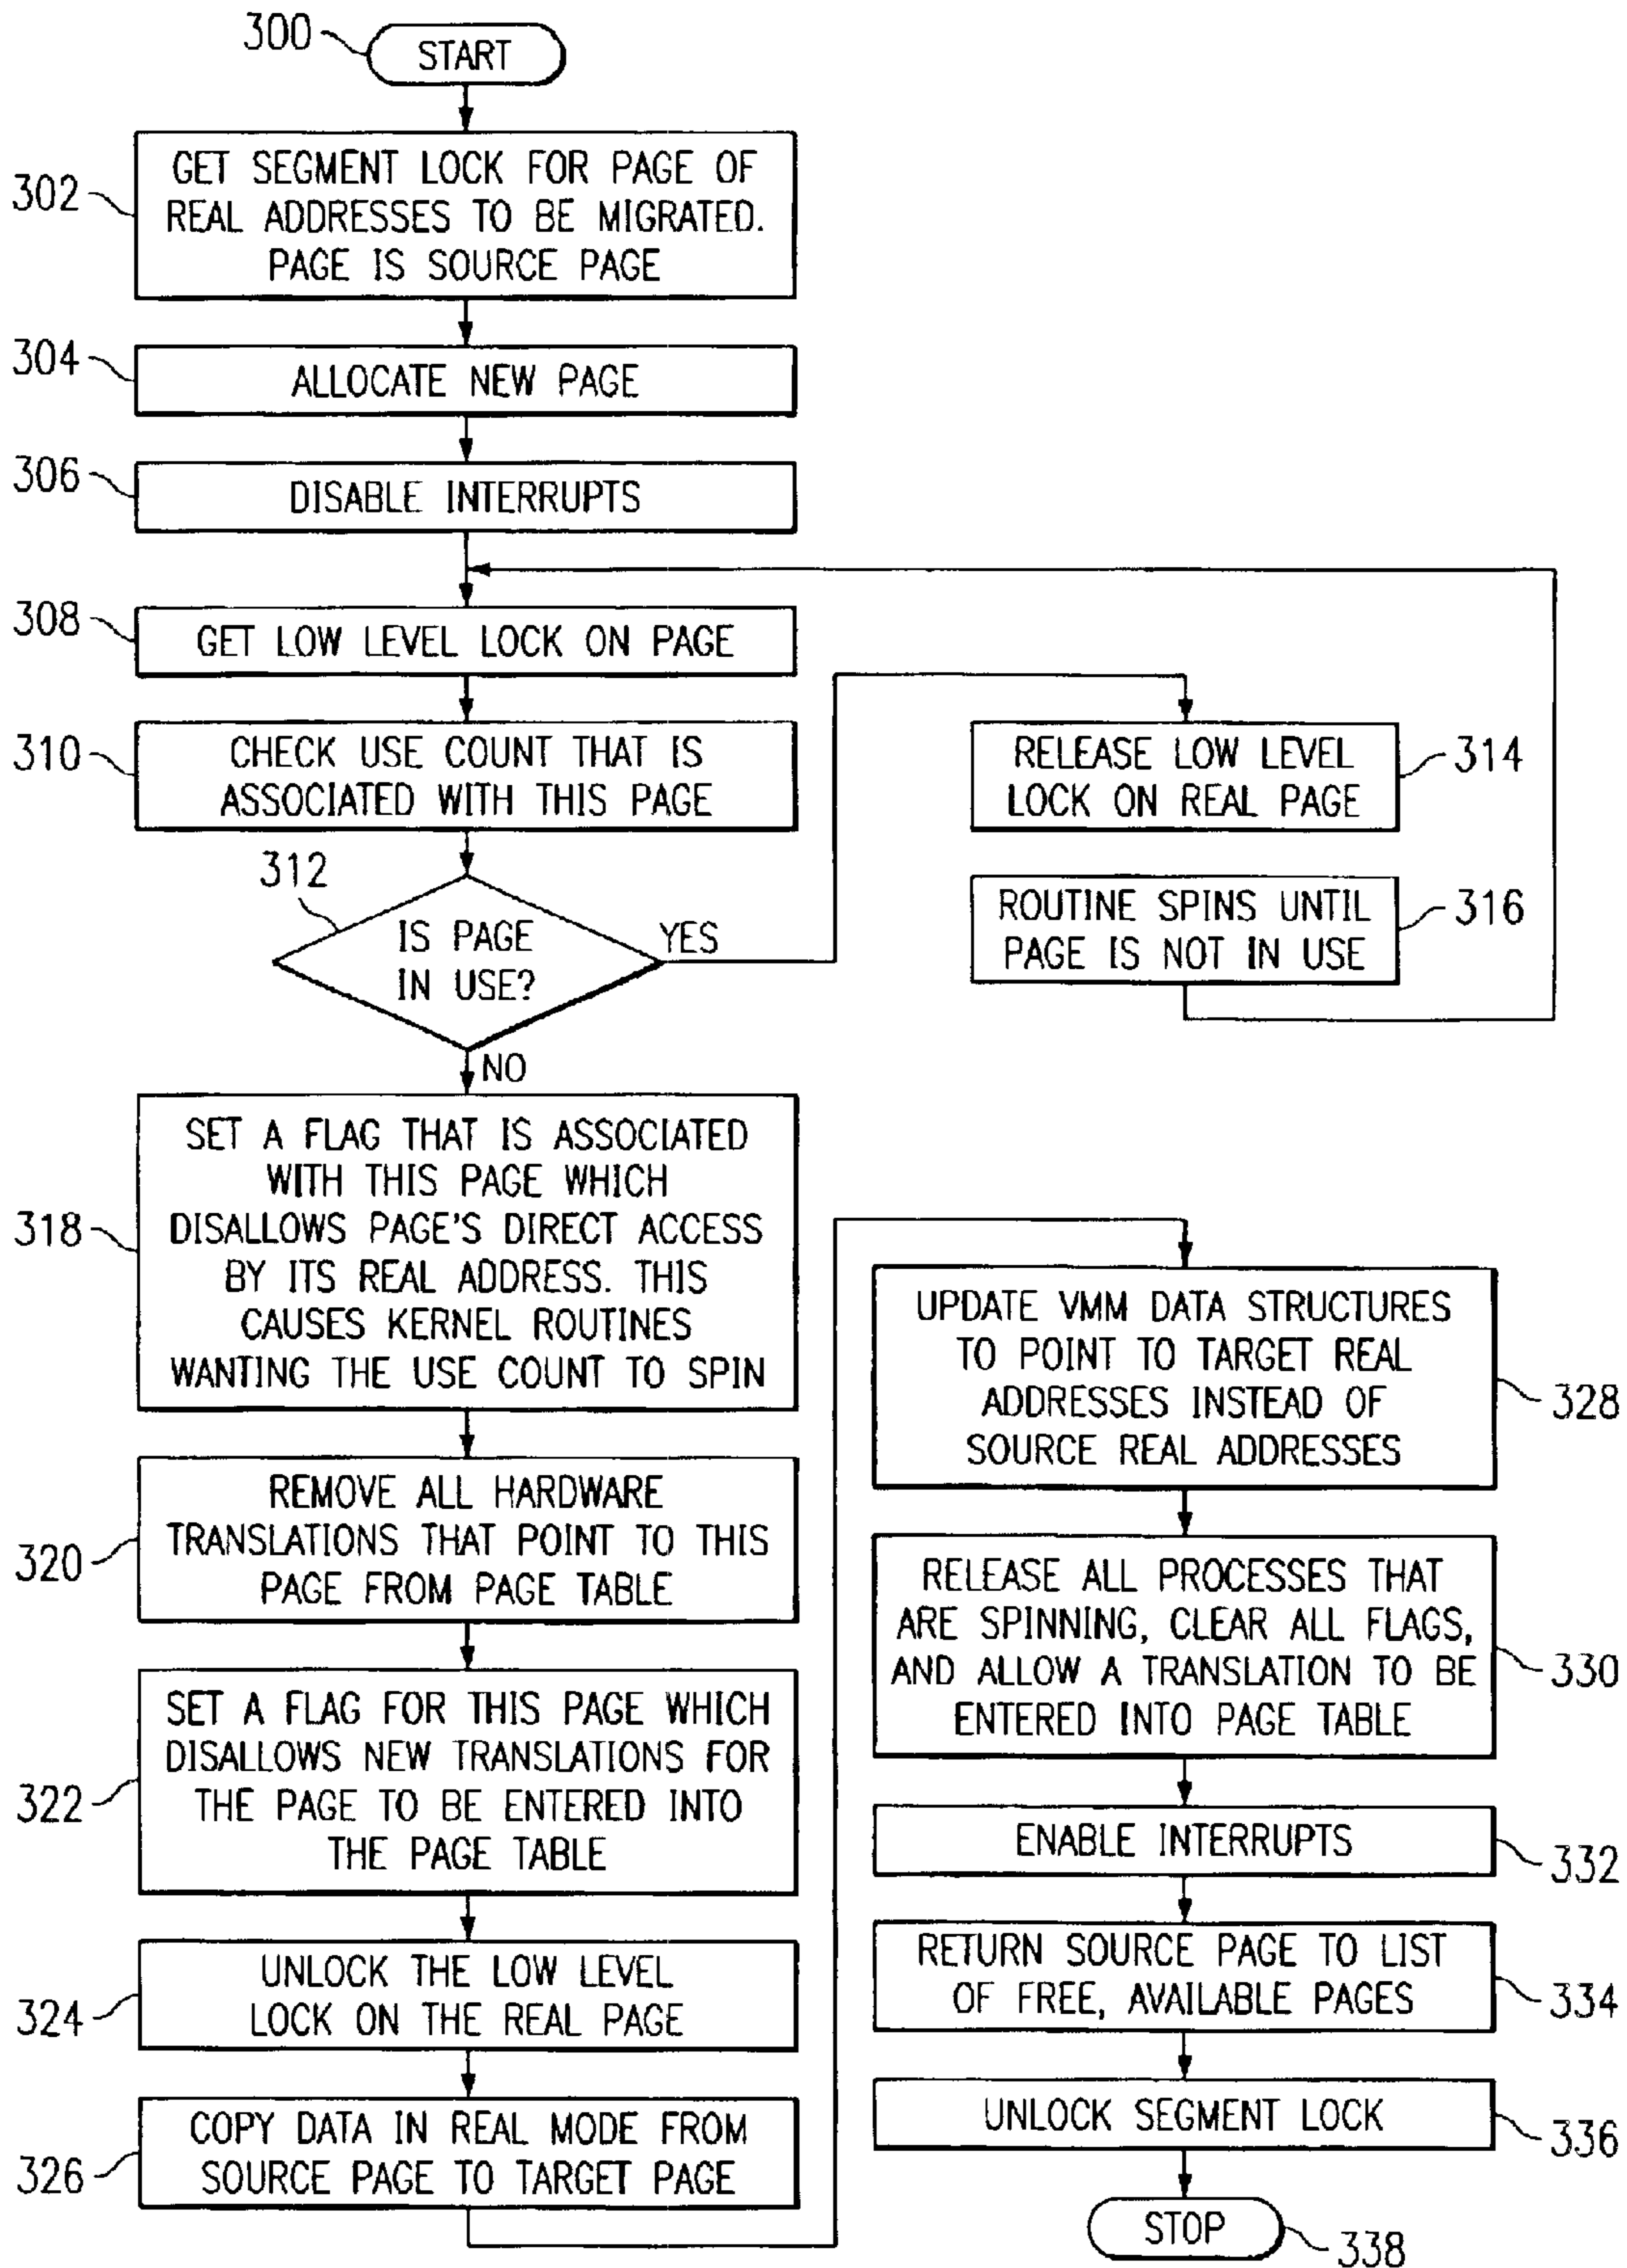 300
START
302
GET SEGMENT LOCK FOR PAGE OF
REAL ADDRESSES TO BE MIGRATED.
PAGE IS SOURCE PAGE
304
ALLOCATE NEW PAGE
306
DISABLE INTERRUPTS
308
GET LOW LEVEL LOCK ON PAGE
310
CHECK USE COUNT THAT IS
ASSOCIATED WITH THIS PAGE
312
IS PAGE
IN USE?
YES
NO
RELEASE LOW LEVEL
LOCK ON REAL PAGE
314
ROUTINE SPINS UNTIL
PAGE IS NOT IN USE
316
318
SET A FLAG THAT IS ASSOCIATED
WITH THIS PAGE WHICH
DISALLOWS PAGE'S DIRECT ACCESS
BY ITS REAL ADDRESS. THIS
CAUSES KERNEL ROUTINES
WANTING THE USE COUNT TO SPIN
320
REMOVE ALL HARDWARE
TRANSLATIONS THAT POINT TO THIS
PAGE FROM PAGE TABLE
322
SET A FLAG FOR THIS PAGE WHICH
DISALLOWS NEW TRANSLATIONS FOR
THE PAGE TO BE ENTERED INTO
THE PAGE TABLE
324
UNLOCK THE LOW LEVEL
LOCK ON THE REAL PAGE
326
COPY DATA IN REAL MODE FROM
SOURCE PAGE TO TARGET PAGE
UPDATE VMM DATA STRUCTURES
TO POINT TO TARGET REAL
ADDRESSES INSTEAD OF
SOURCE REAL ADDRESSES
328
RELEASE ALL PROCESSES THAT
ARE SPINNING, CLEAR ALL FLAGS,
AND ALLOW A TRANSLATION TO BE
ENTERED INTO PAGE TABLE
330
ENABLE INTERRUPTS
332
RETURN SOURCE PAGE TO LIST
OF FREE, AVAILABLE PAGES
334
UNLOCK SEGMENT LOCK
336
STOP
338